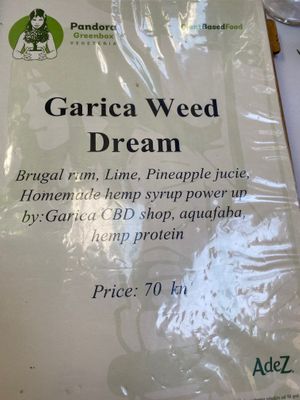 Pandora
Greenbox
VEGETERIA
PlantBasedFood
Garica Weed
Dream
Brugal rum, Lime, Pineapple jucie,
Homemade hemp syrup power up
by:Garica CBD shop, aquafaba,
hemp protein
Price: 70 kn
AdeZ